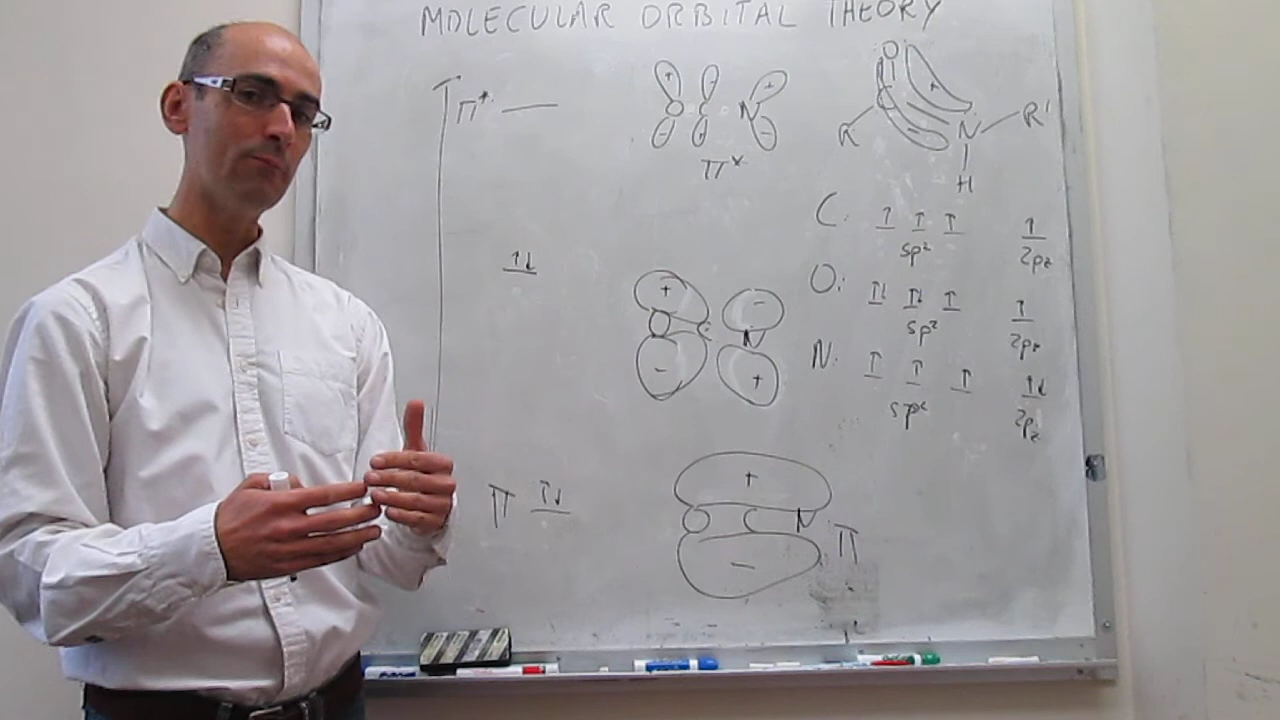 MOLECULAR ORBITAL THEORY
π*
+ + +
O C N
- + -
π*
O
C
+
-
R
N
R'
H
C: ↑ ↑ ↑ ↑
sp² 2pz
O: ↑↓ ↑↓ ↑ ↑
sp² 2pz
N: ↑ ↑ ↑ ↑↓
sp² 2pz
↑↓
+ -
O C N
- +
π ↑↓
+
O C N
-
π